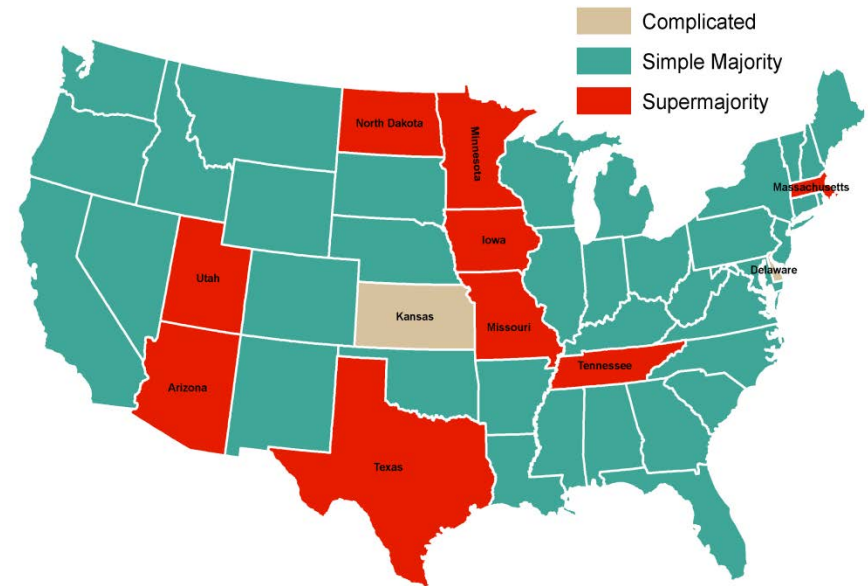 Complicated
Simple Majority
Supermajority
North Dakota
Minnesota
Massachusetts
Iowa
Delaware
Utah
Kansas
Missouri
Tennessee
Arizona
Texas